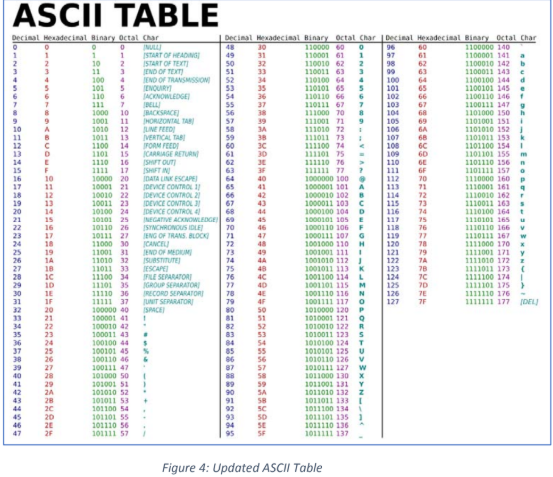 ASCII TABLE
Decimal Hexadecimal Binary Octal Char Decimal Hexadecimal Binary Octal Char Decimal Hexadecimal Binary Octal Char
0 0 0 0 [NULL] 48 30 110000 60 0 96 60 1100000 140 `
1 1 1 1 [START OF HEADING] 49 31 110001 61 1 97 61 1100001 141 a
2 2 10 2 [START OF TEXT] 50 32 110010 62 2 98 62 1100010 142 b
3 3 11 3 [END OF TEXT] 51 33 110011 63 3 99 63 1100011 143 c
4 4 100 4 [END OF TRANSMISSION] 52 34 110100 64 4 100 64 1100100 144 d
5 5 101 5 [ENQUIRY] 53 35 110101 65 5 101 65 1100101 145 e
6 6 110 6 [ACKNOWLEDGE] 54 36 110110 66 6 102 66 1100110 146 f
7 7 111 7 [BELL] 55 37 110111 67 7 103 67 1100111 147 g
8 8 1000 10 [BACKSPACE] 56 38 111000 70 8 104 68 1101000 150 h
9 9 1001 11 [HORIZONTAL TAB] 57 39 111001 71 9 105 69 1101001 151 i
10 A 1010 12 [LINE FEED] 58 3A 111010 72 : 106 6A 1101010 152 j
11 B 1011 13 [VERTICAL TAB] 59 3B 111011 73 ; 107 6B 1101011 153 k
12 C 1100 14 [FORM FEED] 60 3C 111100 74 < 108 6C 1101100 154 l
13 D 1101 15 [CARRIAGE RETURN] 61 3D 111101 75 = 109 6D 1101101 155 m
14 E 1110 16 [SHIFT OUT] 62 3E 111110 76 > 110 6E 1101110 156 n
15 F 1111 17 [SHIFT IN] 63 3F 111111 77 ? 111 6F 1101111 157 o
16 10 10000 20 [DATA LINK ESCAPE] 64 40 1000000 100 @ 112 70 1110000 160 p
17 11 10001 21 [DEVICE CONTROL 1] 65 41 1000001 101 A 113 71 1110001 161 q
18 12 10010 22 [DEVICE CONTROL 2] 66 42 1000010 102 B 114 72 1110010 162 r
19 13 10011 23 [DEVICE CONTROL 3] 67 43 1000011 103 C 115 73 1110011 163 s
20 14 10100 24 [DEVICE CONTROL 4] 68 44 1000100 104 D 116 74 1110100 164 t
21 15 10101 25 [NEGATIVE ACKNOWLEDGE] 69 45 1000101 105 E 117 75 1110101 165 u
22 16 10110 26 [SYNCHRONOUS IDLE] 70 46 1000110 106 F 118 76 1110110 166 v
23 17 10111 27 [ENG OF TRANS. BLOCK] 71 47 1000111 107 G 119 77 1110111 167 w
24 18 11000 30 [CANCEL] 72 48 1001000 110 H 120 78 1111000 170 x
25 19 11001 31 [END OF MEDIUM] 73 49 1001001 111 I 121 79 1111001 171 y
26 1A 11010 32 [SUBSTITUTE] 74 4A 1001010 112 J 122 7A 1111010 172 z
27 1B 11011 33 [ESCAPE] 75 4B 1001011 113 K 123 7B 1111011 173 {
28 1C 11100 34 [FILE SEPARATOR] 76 4C 1001100 114 L 124 7C 1111100 174 |
29 1D 11101 35 [GROUP SEPARATOR] 77 4D 1001101 115 M 125 7D 1111101 175 }
30 1E 11110 36 [RECORD SEPARATOR] 78 4E 1001110 116 N 126 7E 1111110 176 ~
31 1F 11111 37 [UNIT SEPARATOR] 79 4F 1001111 117 O 127 7F 1111111 177 [DEL]
32 20 100000 40 [SPACE] 80 50 1010000 120 P
33 21 100001 41 ! 81 51 1010001 121 Q
34 22 100010 42 " 82 52 1010010 122 R
35 23 100011 43 # 83 53 1010011 123 S
36 24 100100 44 $ 84 54 1010100 124 T
37 25 100101 45 % 85 55 1010101 125 U
38 26 100110 46 & 86 56 1010110 126 V
39 27 100111 47 ' 87 57 1010111 127 W
40 28 101000 50 ( 88 58 1011000 130 X
41 29 101001 51 ) 89 59 1011001 131 Y
42 2A 101010 52 * 90 5A 1011010 132 Z
43 2B 101011 53 + 91 5B 1011011 133 [
44 2C 101100 54 , 92 5C 1011100 134 \
45 2D 101101 55 - 93 5D 1011101 135 ]
46 2E 101110 56 . 94 5E 1011110 136 ^
47 2F 101111 57 / 95 5F 1011111 137 _
Figure 4: Updated ASCII Table